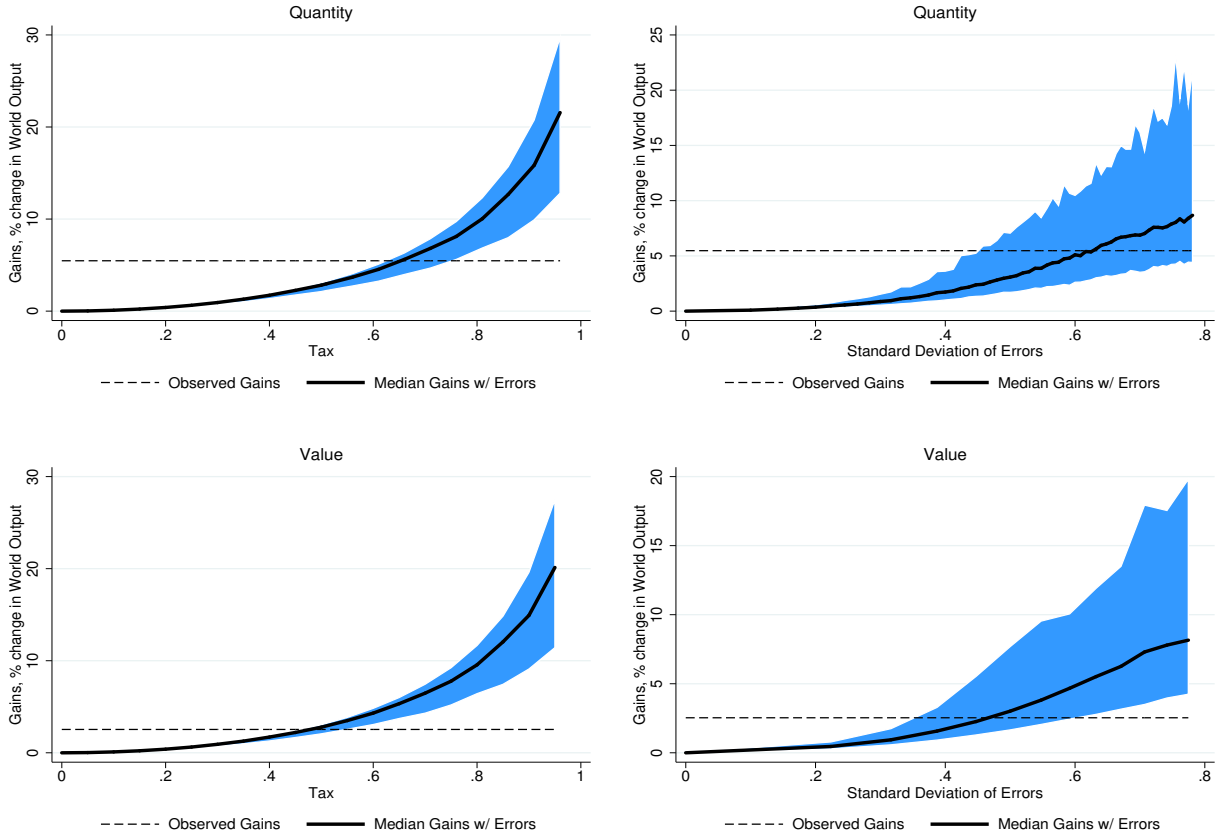 Quantity
Gains, % change in World Output
30
20
10
0
0 .2 .4 .6 .8 1
Tax
Observed Gains Median Gains w/ Errors
Quantity
Gains, % change in World Output
25
20
15
10
5
0
0 .2 .4 .6 .8
Standard Deviation of Errors
Observed Gains Median Gains w/ Errors
Value
Gains, % change in World Output
30
20
10
0
0 .2 .4 .6 .8 1
Tax
Observed Gains Median Gains w/ Errors
Value
Gains, % change in World Output
20
15
10
5
0
0 .2 .4 .6 .8
Standard Deviation of Errors
Observed Gains Median Gains w/ Errors